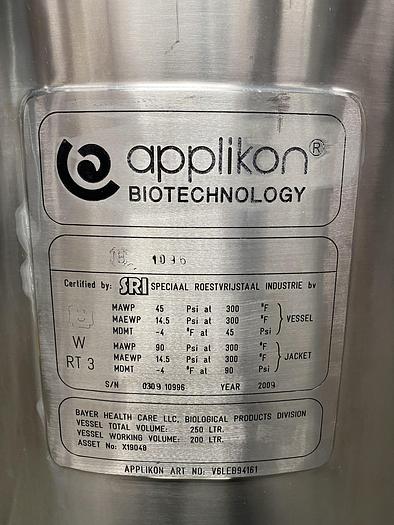 applikon®
BIOTECHNOLOGY
Certified by: SRI SPECIAAL ROESTVRIJSTAAL INDUSTRIE bv
MAWP 45 Psi at 300 °F
MAEWP 14.5 Psi at 300 °F } VESSEL
MDMT -4 °F at 45 Psi
W
MAWP 90 Psi at 300 °F
RT 3
MAEWP 14.5 Psi at 300 °F } JACKET
MDMT -4 °F at 90 Psi
S/N 0309 10996 YEAR 2009
BAYER HEALTH CARE LLC, BIOLOGICAL PRODUCTS DIVISION
VESSEL TOTAL VOLUME: 250 LTR.
VESSEL WORKING VOLUME: 200 LTR.
ASSET No: X19048
APPLIKON ART NO: V6LEB94161